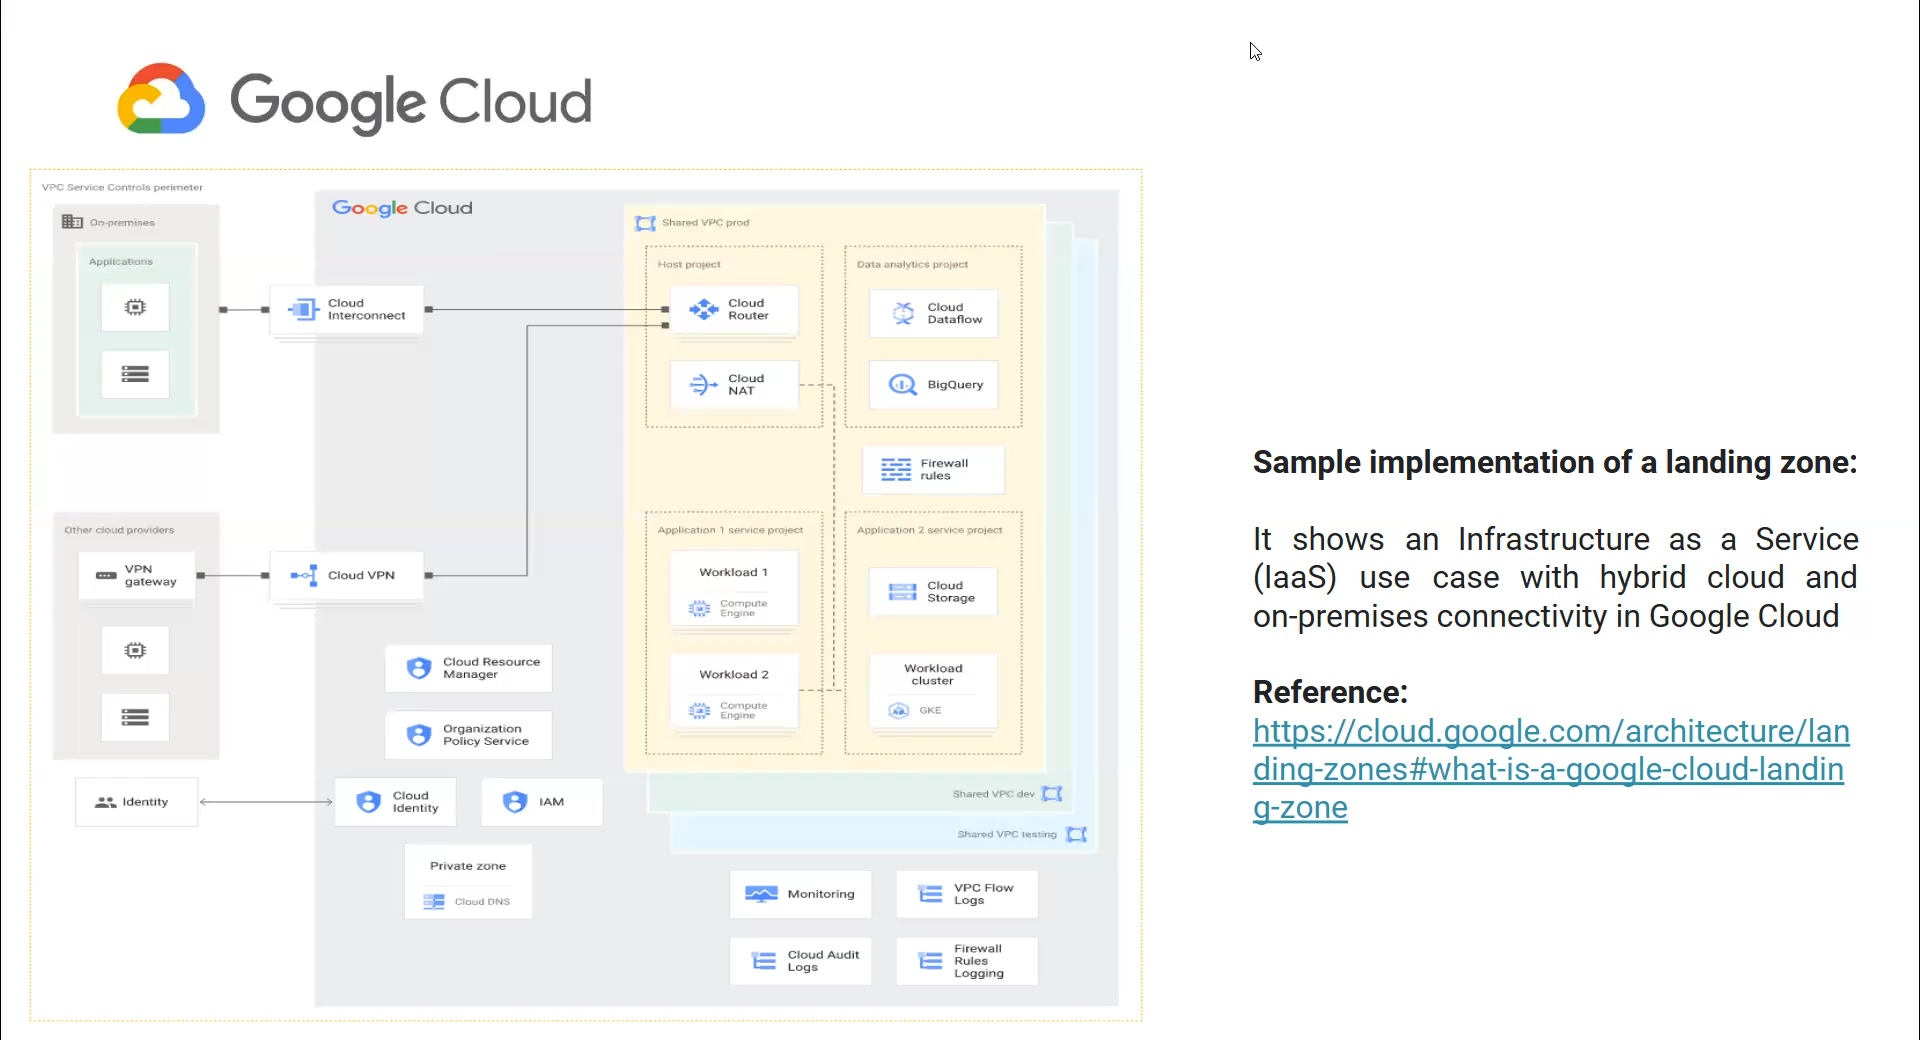 Google Cloud
VPC Service Controls perimeter
On-premises
Applications
Google Cloud
Cloud
Interconnect
Shared VPC prod
Host project
Cloud
Router
Cloud
NAT
Data analytics project
Cloud
Dataflow
BigQuery
Firewall
rules
Other cloud providers
VPN
gateway
Cloud VPN
Application 1 service project
Workload 1
Compute
Engine
Workload 2
Compute
Engine
Application 2 service project
Cloud
Storage
Workload
cluster
GKE
Cloud Resource
Manager
Organization
Policy Service
Identity
Cloud
Identity
IAM
Private zone
Cloud DNS
Shared VPC dev
Shared VPC testing
Monitoring
VPC Flow
Logs
Cloud Audit
Logs
Firewall
Rules
Logging
Sample implementation of a landing zone:
It shows an Infrastructure as a Service
(IaaS) use case with hybrid cloud and
on-premises connectivity in Google Cloud
Reference:
https://cloud.google.com/architecture/lan
ding-zones#what-is-a-google-cloud-landin
g-zone